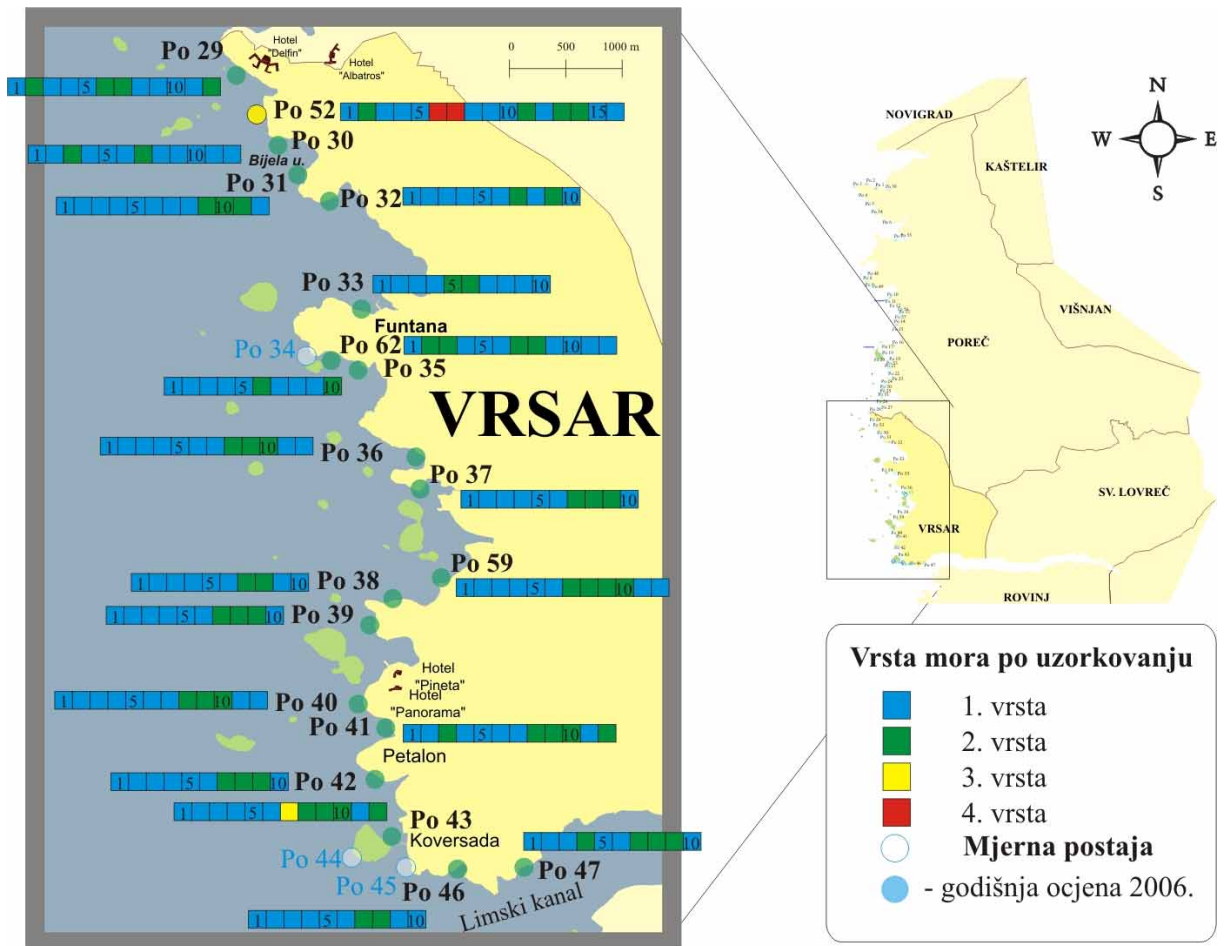 Hotel
"Delfin"
Hotel
"Albatros"
0 500 1000 m
Po 29
1 5 10
Po 52
1 5 10 15
Po 30
1 5 10
Bijela u.
Po 31
1 5 10
Po 32
1 5 10
Po 33
1 5 10
Funtana
Po 34
Po 62
1 5 10
Po 35
1 5 10
VRSAR
Po 36
1 5 10
Po 37
1 5 10
Po 59
1 5 10
Po 38
1 5 10
Po 39
1 5 10
Hotel
"Pineta"
Hotel
"Panorama"
Po 40
1 5 10
Po 41
1 5 10
Petalon
Po 42
1 5 10
1 5 10
Po 43
Koversada
1 5 10
Po 44
Po 45
Po 46
Po 47
1 5 10
Limski kanal
N
W E
S
NOVIGRAD
KAŠTELIR
VIŠNJAN
POREČ
SV. LOVREČ
VRSAR
ROVINJ
Vrsta mora po uzorkovanju
1. vrsta
2. vrsta
3. vrsta
4. vrsta
Mjerna postaja
- godišnja ocjena 2006.